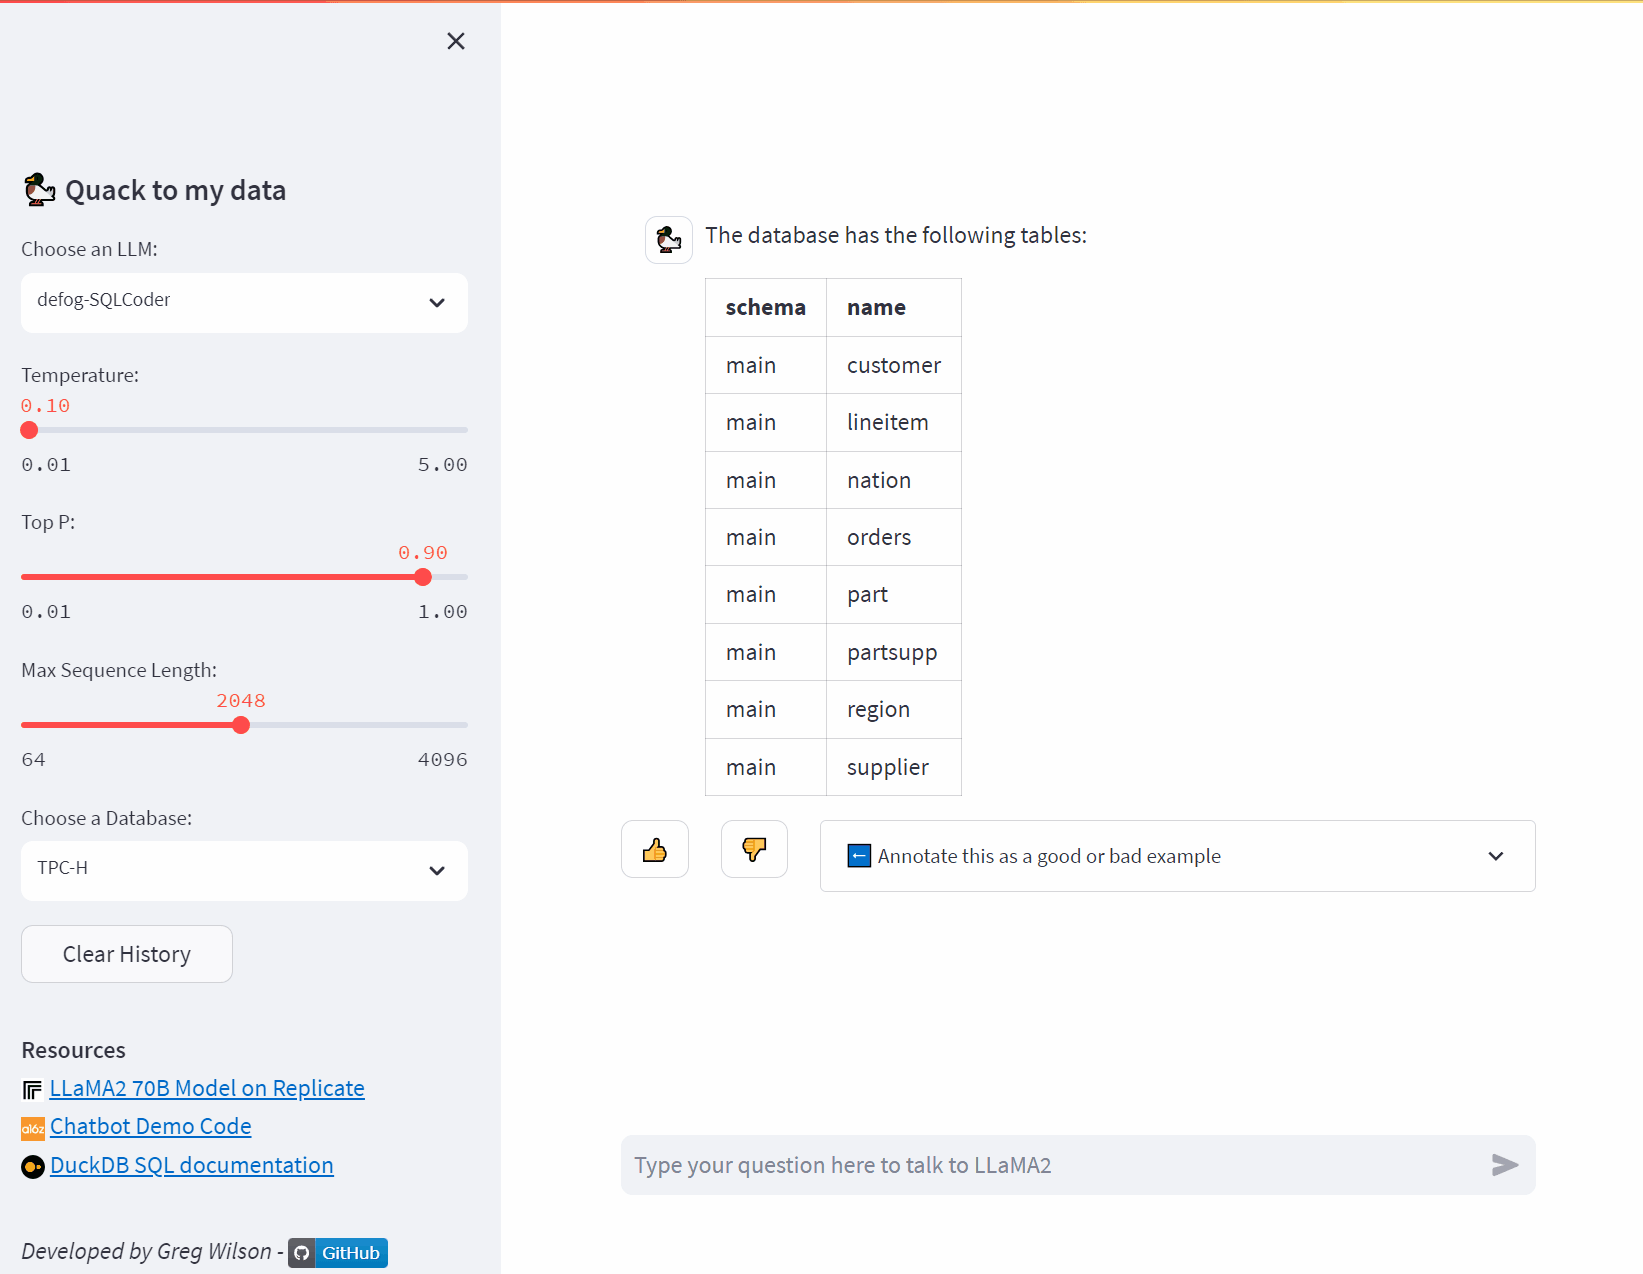 Quack to my data
Choose an LLM:
defog-SQLCoder
Temperature:
0.10
0.01 5.00
Top P:
0.90
0.01 1.00
Max Sequence Length:
2048
64 4096
Choose a Database:
TPC-H
Clear History
Resources
LLaMA2 70B Model on Replicate
a16z Chatbot Demo Code
DuckDB SQL documentation
Developed by Greg Wilson - GitHub
The database has the following tables:
schema name
main customer
main lineitem
main nation
main orders
main part
main partsupp
main region
main supplier
Annotate this as a good or bad example
Type your question here to talk to LLaMA2